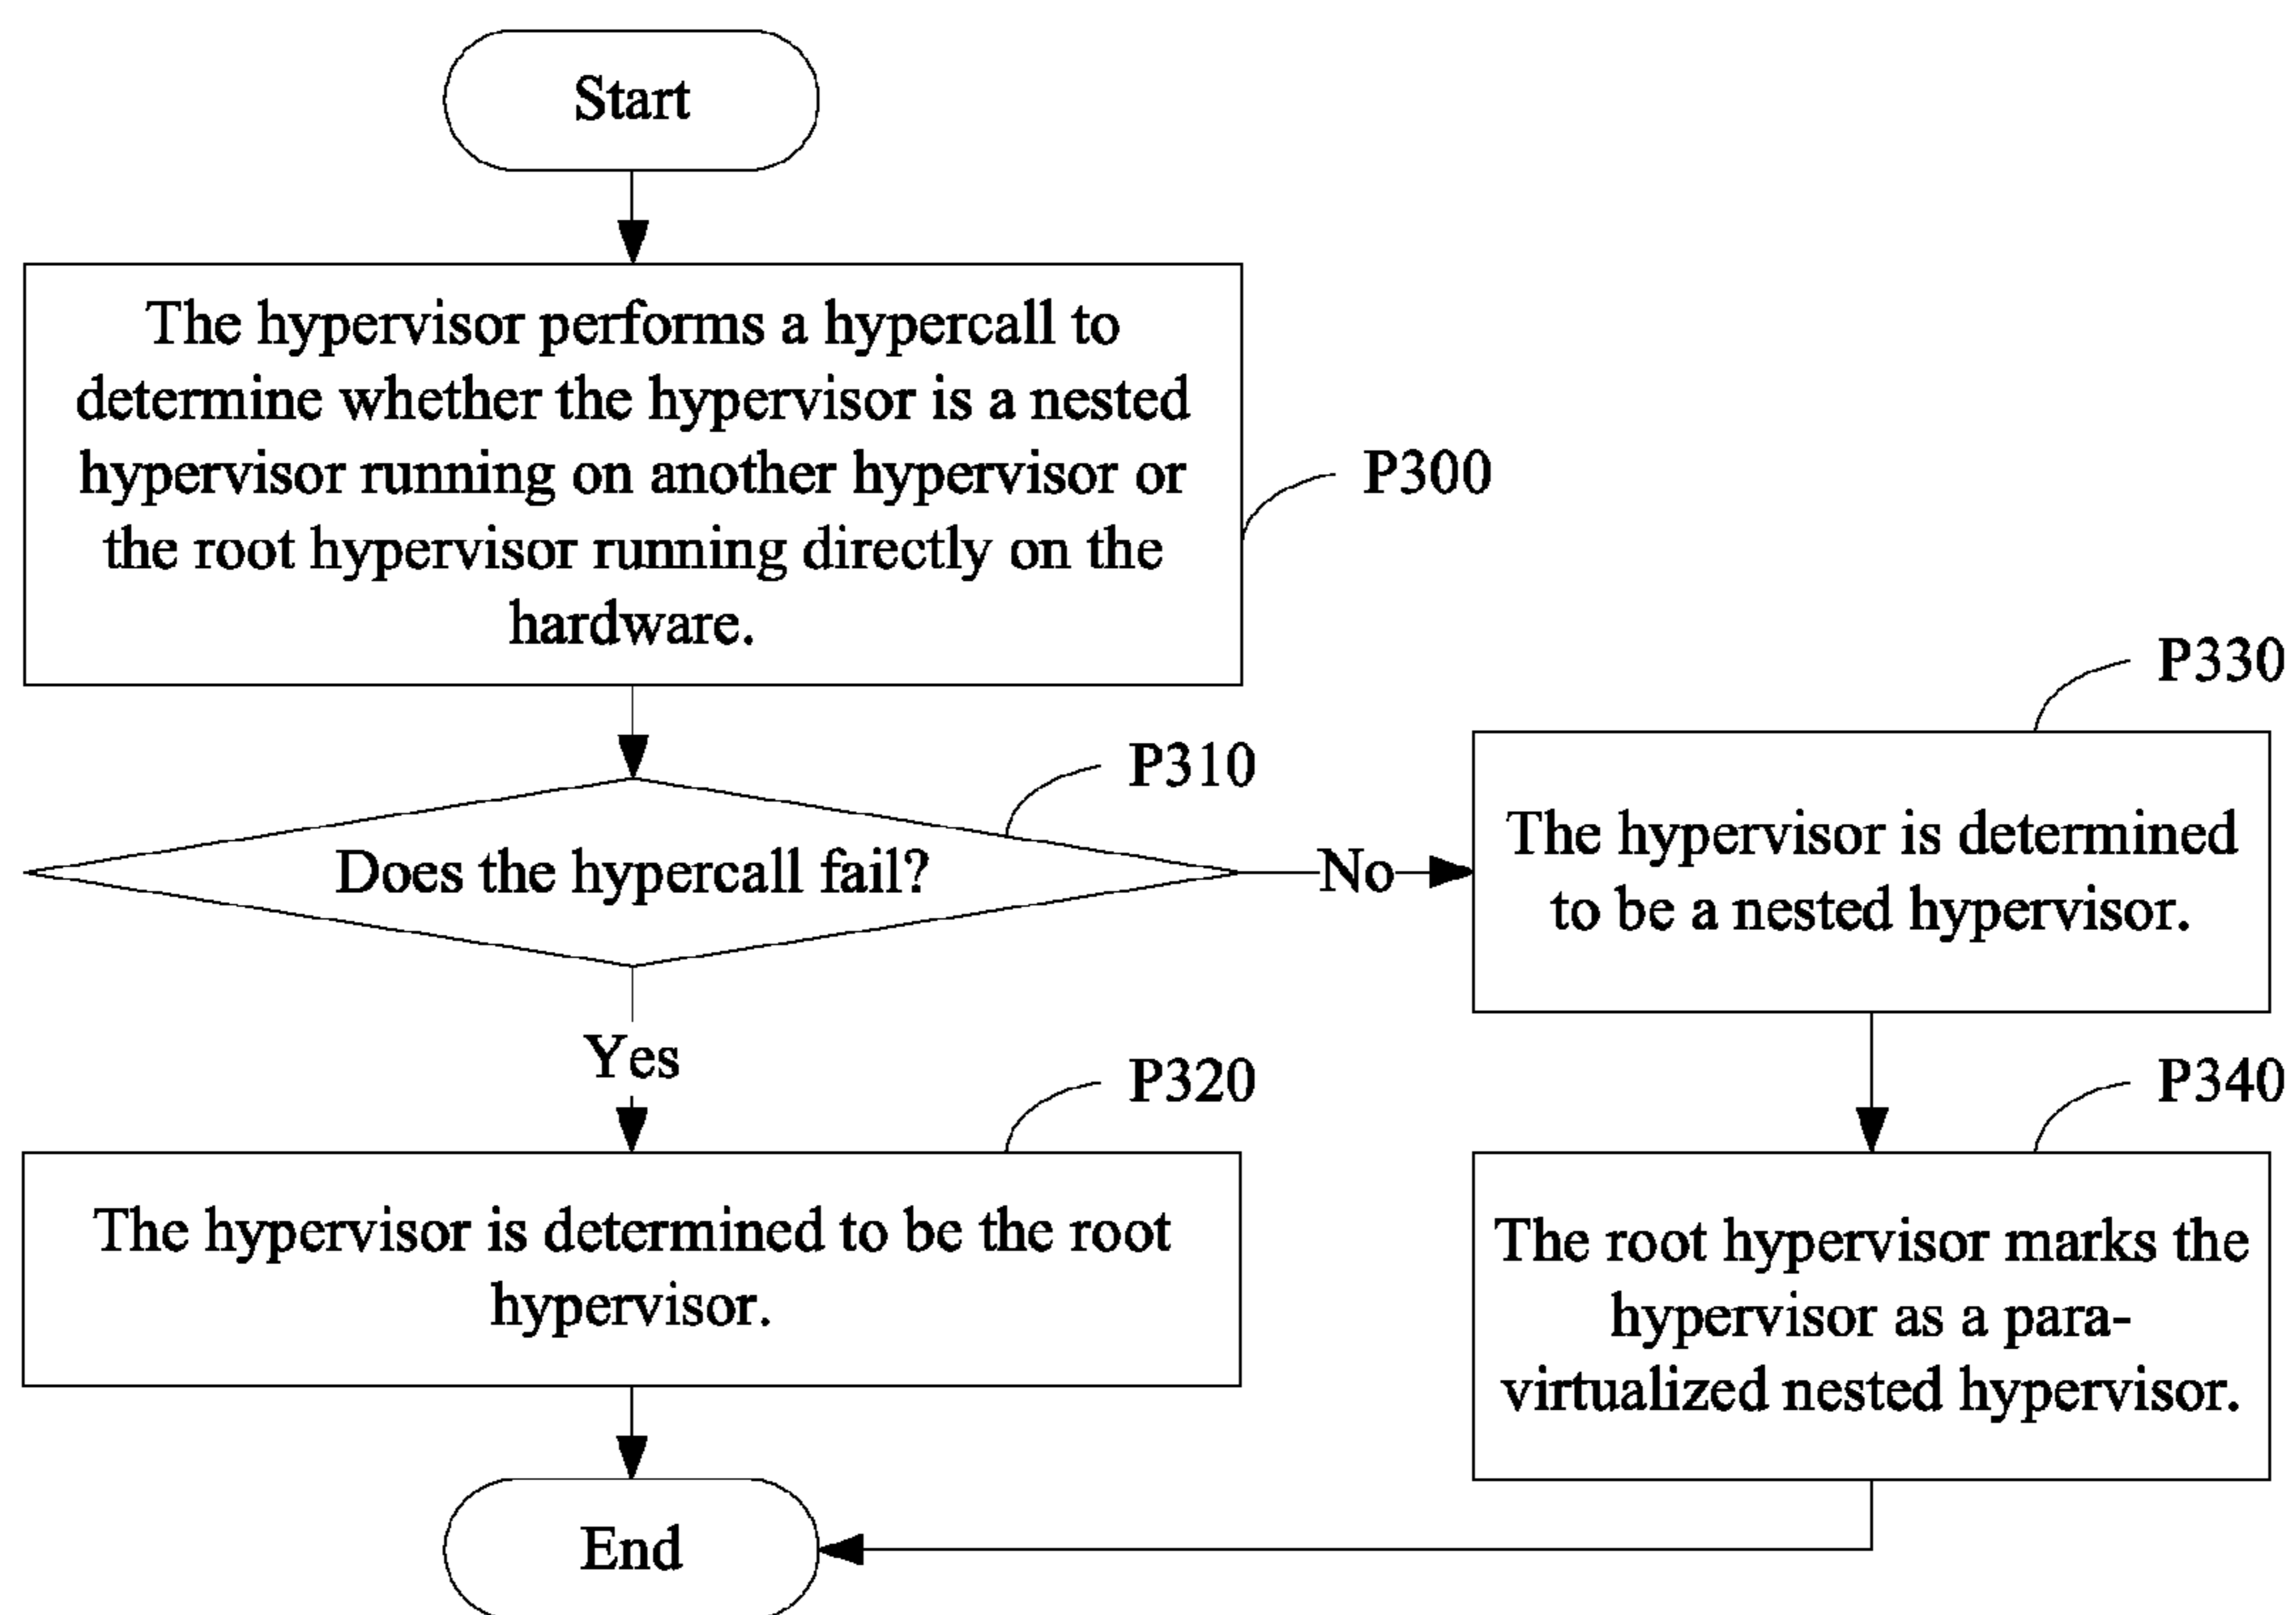 Start
The hypervisor performs a hypercall to
determine whether the hypervisor is a nested
hypervisor running on another hypervisor or
the root hypervisor running directly on the
hardware.
P300
P310
Does the hypercall fail?
No
Yes
P320
The hypervisor is determined to be the root
hypervisor.
P330
The hypervisor is determined
to be a nested hypervisor.
P340
The root hypervisor marks the
hypervisor as a para-
virtualized nested hypervisor.
End